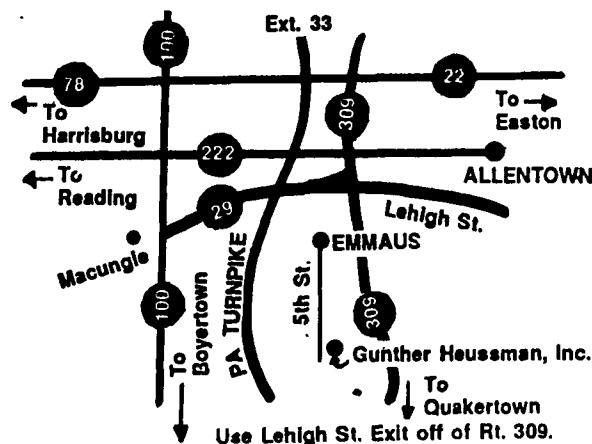 Ext. 33
100
78
22
To
Harrisburg
309
To
Easton
222
ALLENTOWN
To
Reading
29
Lehigh St.
Macungie
EMMAUS
PA TURNPIKE
5th St.
100
309
To
Boyertown
Gunther Heussman, Inc.
To
Quakertown
Use Lehigh St. Exit off of Rt. 309.